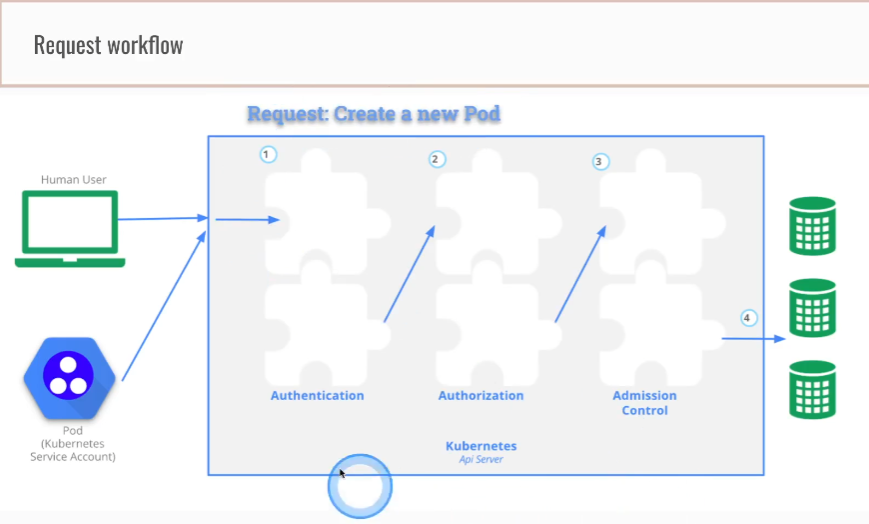 Request workflow
Request: Create a new Pod
Human User
1
2
3
4
Pod
(Kubernetes
Service Account)
Authentication
Authorization
Admission
Control
Kubernetes
Api Server